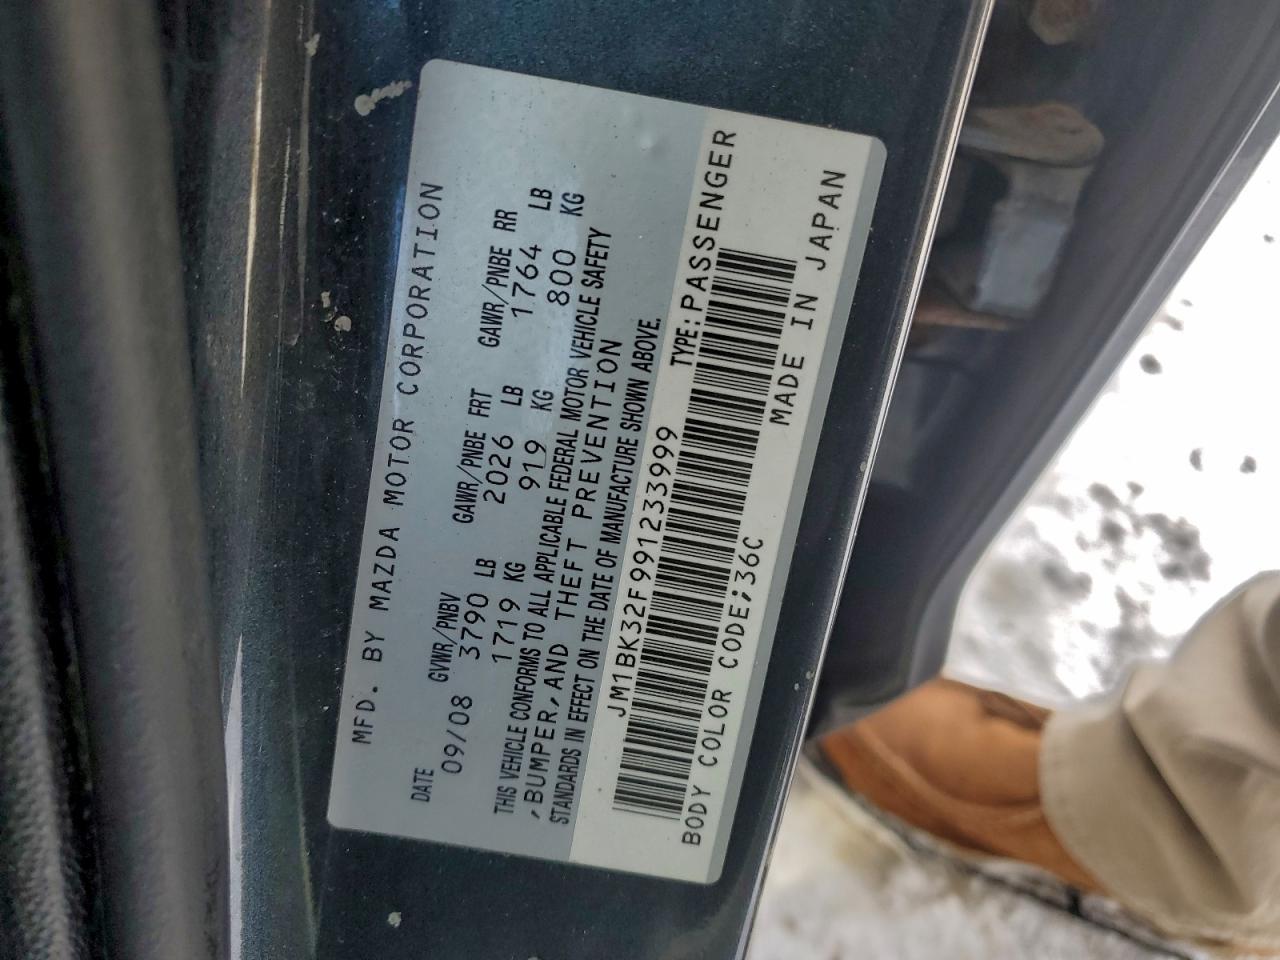 MFD. BY MAZDA MOTOR CORPORATION
DATE GVWR/PNBV GAWR/PNBE FRT GAWR/PNBE RR
09/08 3790 LB 2026 LB 1764 LB
1719 KG 919 KG 800 KG
THIS VEHICLE CONFORMS TO ALL APPLICABLE FEDERAL MOTOR VEHICLE SAFETY
,BUMPER,AND THEFT PREVENTION
STANDARDS IN EFFECT ON THE DATE OF MANUFACTURE SHOWN ABOVE.
JM1BK32F991233999 TYPE:PASSENGER
BODY COLOR CODE;36C MADE IN JAPAN